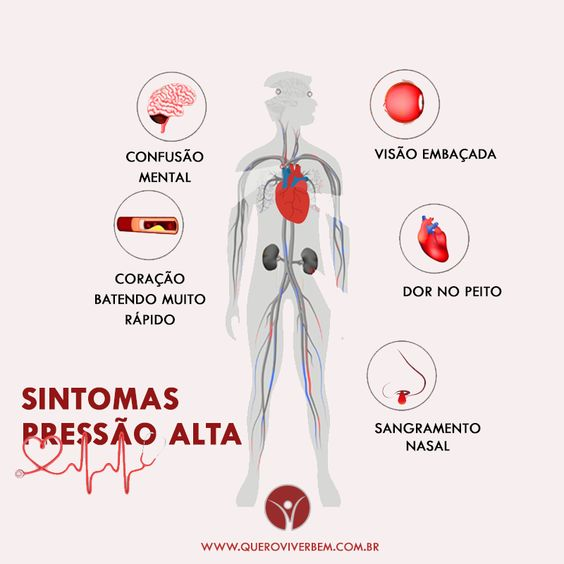 CONFUSÃO
MENTAL
VISÃO EMBAÇADA
CORAÇÃO
BATENDO MUITO
RÁPIDO
DOR NO PEITO
SINTOMAS
PRESSÃO ALTA
SANGRAMENTO
NASAL
WWW.QUEROVIVERBEM.COM.BR